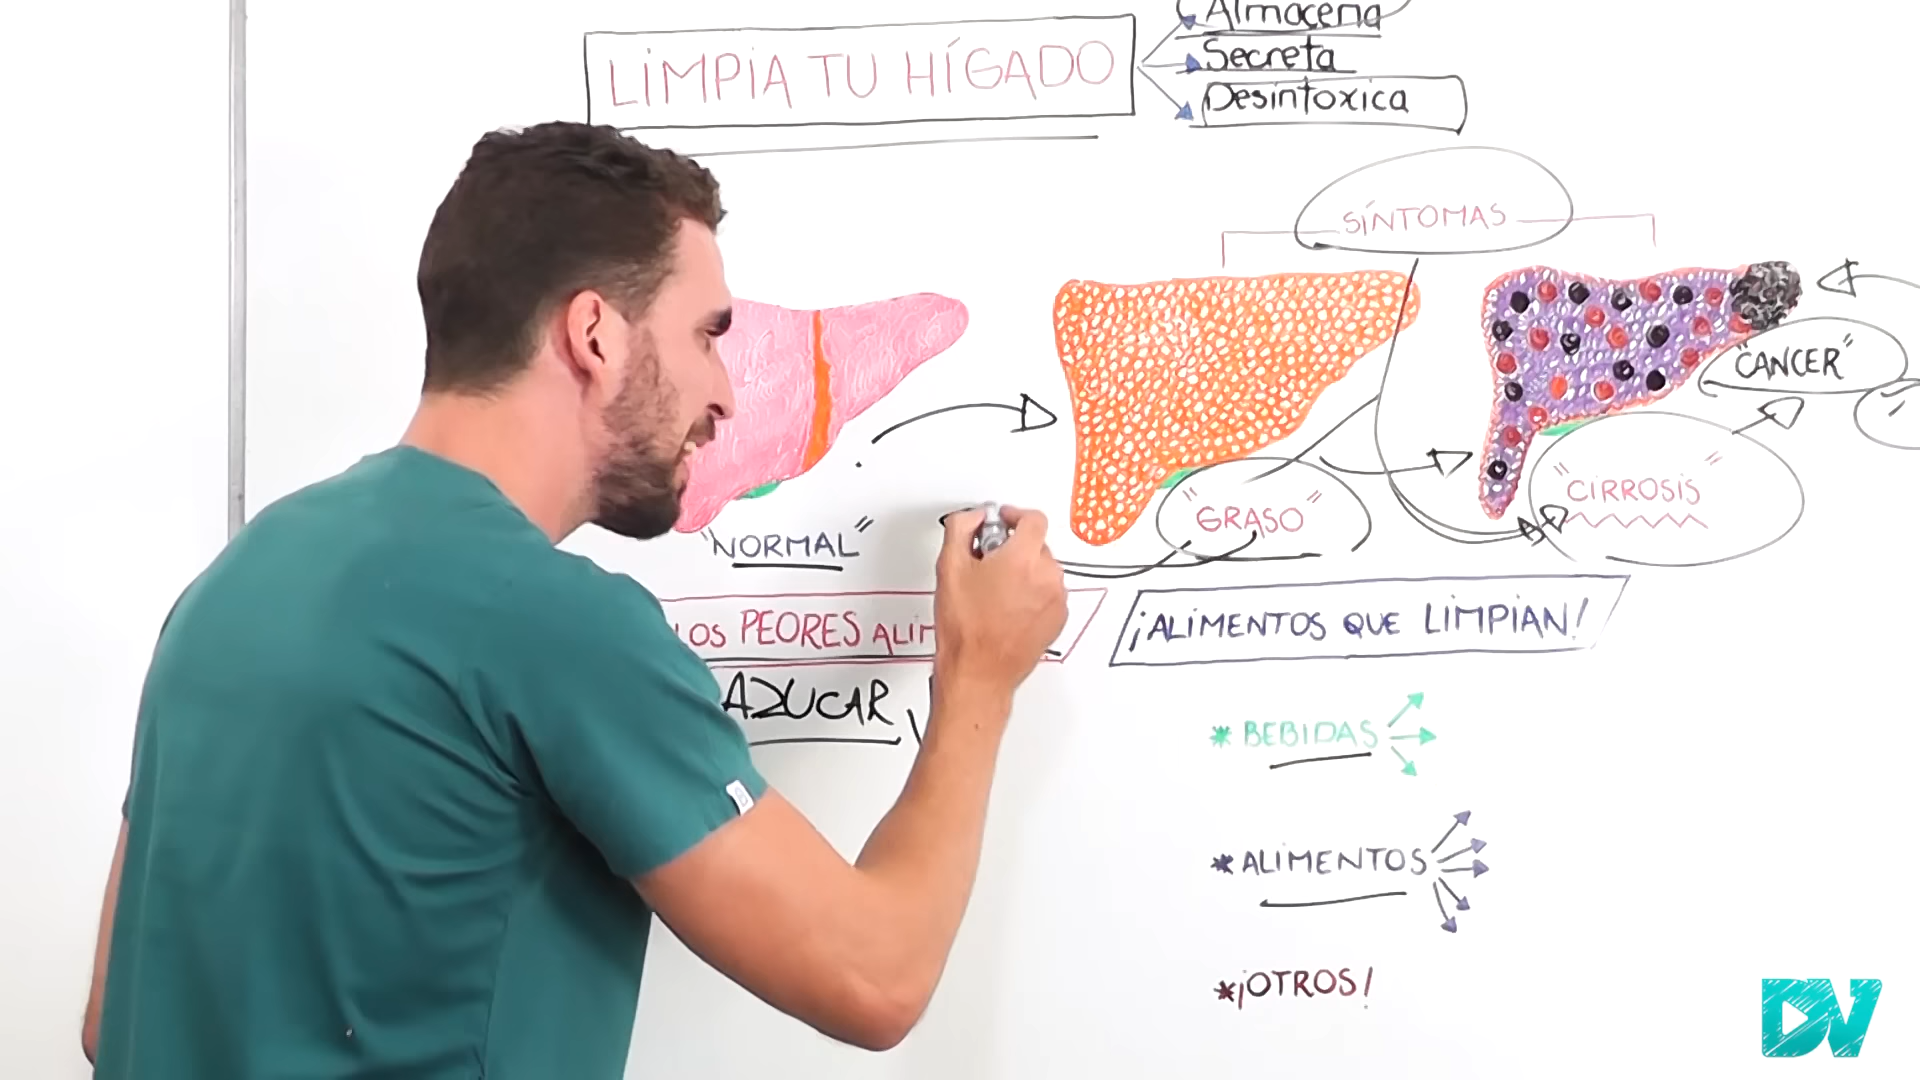 Almacena
LIMPIA TU HÍGADO
Secreta
Desintoxica
SÍNTOMAS
"CANCER"
"CIRROSIS"
"GRASO"
"NORMAL"
LOS PEORES
¡ALIMENTOS QUE LIMPIAN!
AZUCAR
* BEBIDAS
* ALIMENTOS
* ¡OTROS!
DV